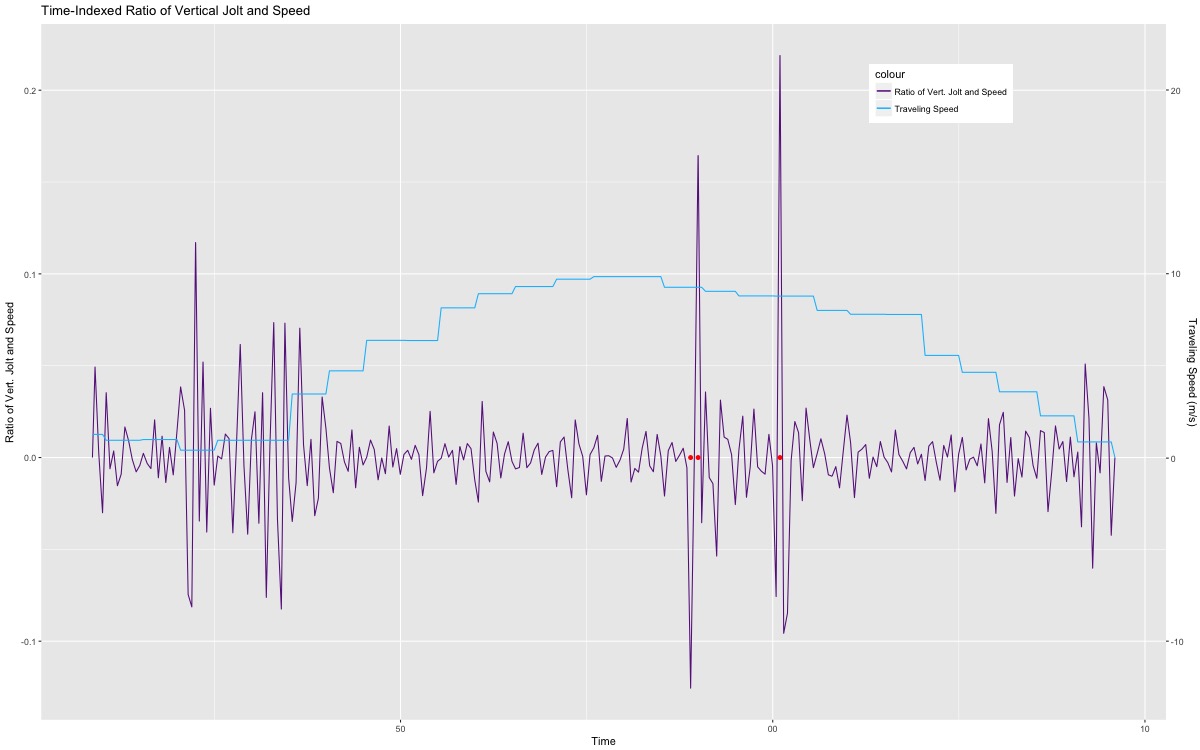 Time-Indexed Ratio of Vertical Jolt and Speed
colour
Ratio of Vert. Jolt and Speed
Traveling Speed
Ratio of Vert. Jolt and Speed
0.2
0.1
0.0
-0.1
20
10
0
-10
Traveling Speed (m/s)
50
00
10
Time